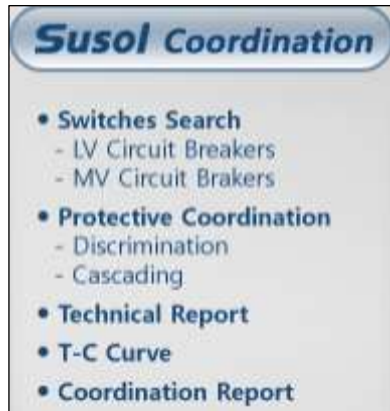 Susol Coordination
• Switches Search
- LV Circuit Breakers
- MV Circuit Brakers
• Protective Coordination
- Discrimination
- Cascading
• Technical Report
• T-C Curve
• Coordination Report